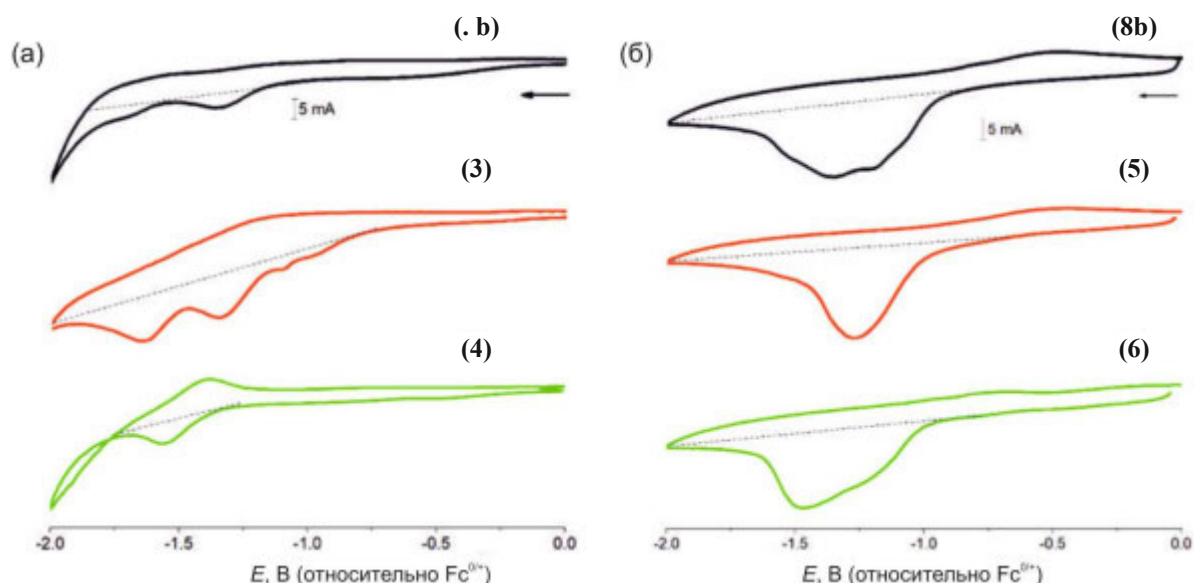 (а)
(. b)
5 mA
(3)
(4)
-2.0 -1.5 -1.0 -0.5 0.0
E, В (относительно Fc⁰/⁺)
(б)
(8b)
5 mA
(5)
(6)
-2.0 -1.5 -1.0 -0.5 0.0
E, В (относительно Fc⁰/⁺)